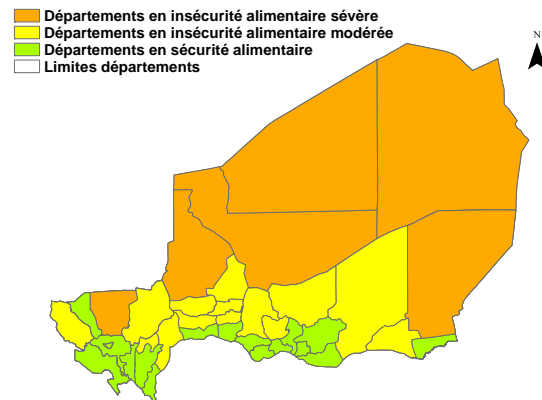 Départements en insécurité alimentaire sévère
Départements en insécurité alimentaire modérée
Départements en sécurité alimentaire
Limites départements
N